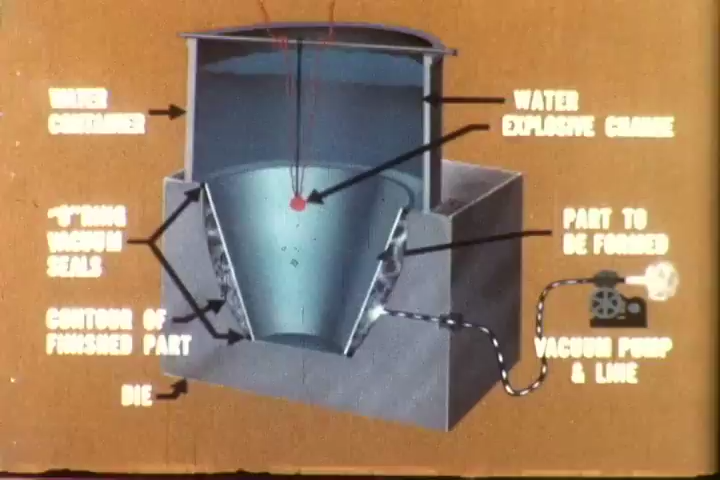 WATER
CONTAINER
WATER
EXPLOSIVE CHARGE
"O" RING
VACUUM
SEALS
PART TO
BE FORMED
CONTOUR OF
FINISHED PART
VACUUM PUMP
& LINE
DIE